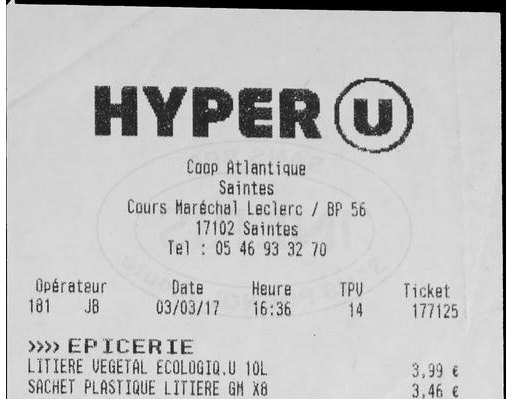 HYPER U
Coop Atlantique
Saintes
Cours Maréchal Leclerc / BP 56
17102 Saintes
Tel : 05 46 93 32 70
Opérateur Date Heure TPV Ticket
181 JB 03/03/17 16:36 14 177125
>>>> EPICERIE
LITIERE VEGETAL ECOLOGIQ.U 10L 3,99 €
SACHET PLASTIQUE LITIERE GM X8 3,46 €